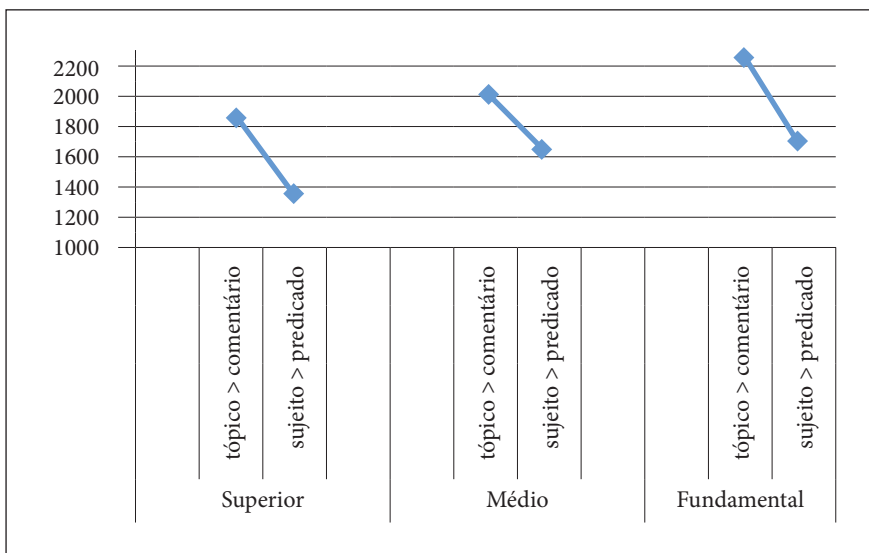 2200
2000
1800
1600
1400
1200
1000
tópico > comentário
sujeito > predicado
tópico > comentário
sujeito > predicado
tópico > comentário
sujeito > predicado
Superior
Médio
Fundamental